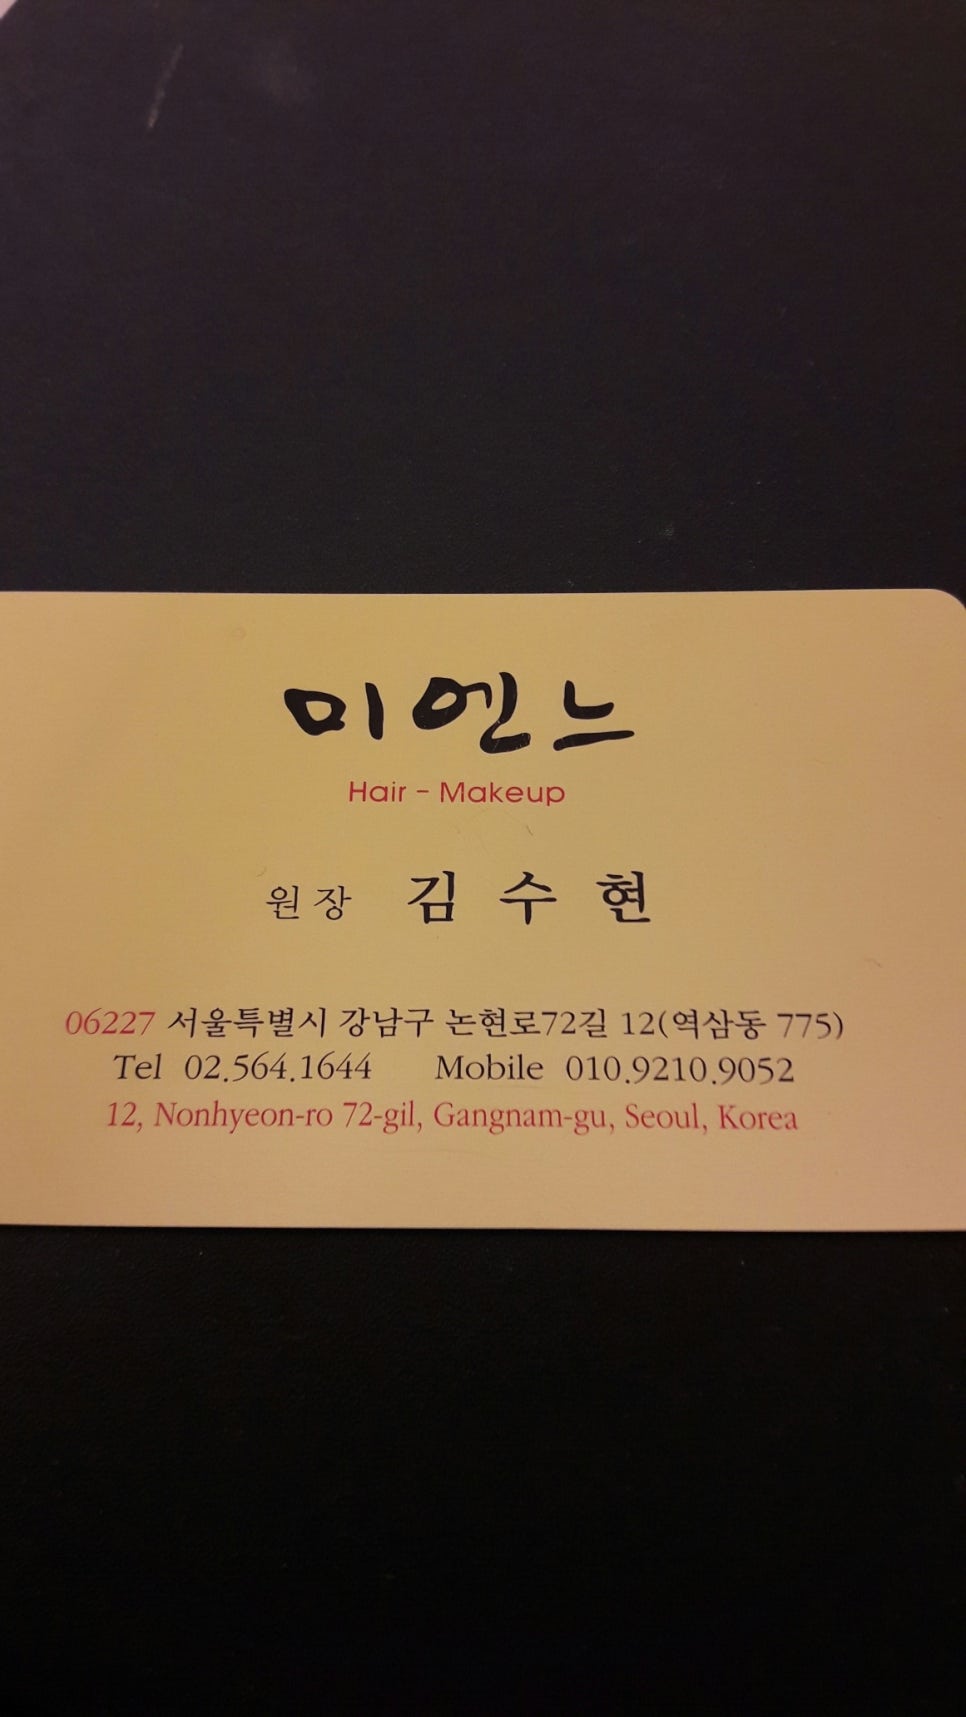 미엔느
Hair - Makeup
원장 김수현
06227 서울특별시 강남구 논현로72길 12(역삼동 775)
Tel 02.564.1644 Mobile 010.9210.9052
12, Nonhyeon-ro 72-gil, Gangnam-gu, Seoul, Korea